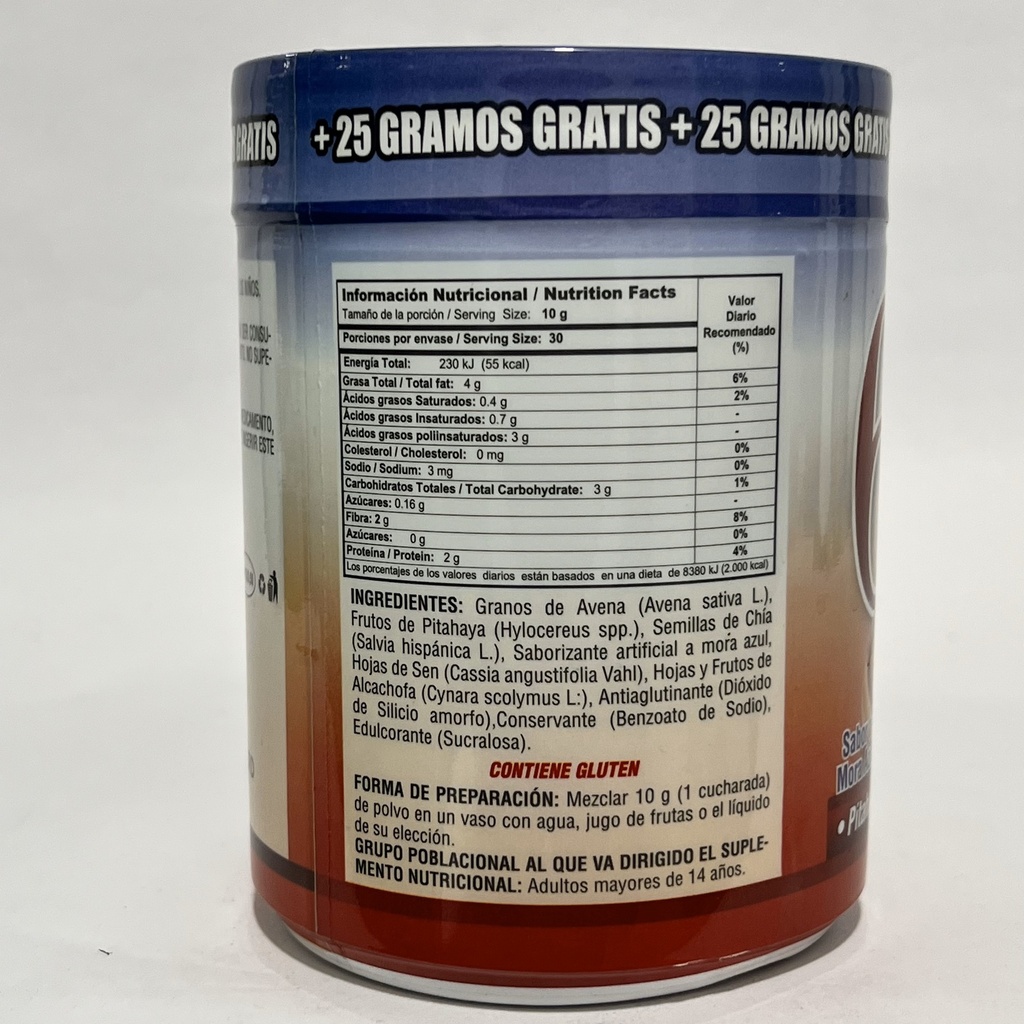 GRATIS + 25 GRAMOS GRATIS + 25 GRAMOS GRATIS
Información Nutricional / Nutrition Facts
Tamaño de la porción / Serving Size: 10 g
Porciones por envase / Serving Size: 30
Valor
Diario
Recomendado
(%)
Energía Total: 230 kJ (55 kcal)
Grasa Total / Total fat: 4 g 6%
Ácidos grasos Saturados: 0.4 g 2%
Ácidos grasos Insaturados: 0.7 g -
Ácidos grasos poliinsaturados: 3 g -
Colesterol / Cholesterol: 0 mg 0%
Sodio / Sodium: 3 mg 0%
Carbohidratos Totales / Total Carbohydrate: 3 g 1%
Azúcares: 0.16 g -
Fibra: 2 g 8%
Azúcares: 0 g 0%
Proteína / Protein: 2 g 4%
Los porcentajes de los valores diarios están basados en una dieta de 8380 kJ (2.000 kcal)
INGREDIENTES: Granos de Avena (Avena sativa L.),
Frutos de Pitahaya (Hylocereus spp.), Semillas de Chía
(Salvia hispánica L.), Saborizante artificial a mora azul,
Hojas de Sen (Cassia angustifolia Vahl), Hojas y Frutos de
Alcachofa (Cynara scolymus L:), Antiaglutinante (Dióxido
de Silicio amorfo),Conservante (Benzoato de Sodio),
Edulcorante (Sucralosa).
CONTIENE GLUTEN
FORMA DE PREPARACIÓN: Mezclar 10 g (1 cucharada)
de polvo en un vaso con agua, jugo de frutas o el líquido
de su elección.
GRUPO POBLACIONAL AL QUE VA DIRIGIDO EL SUPLE-
MENTO NUTRICIONAL: Adultos mayores de 14 años.
NIÑOS.
SER CONSU-
NO SUPE-
ESTE